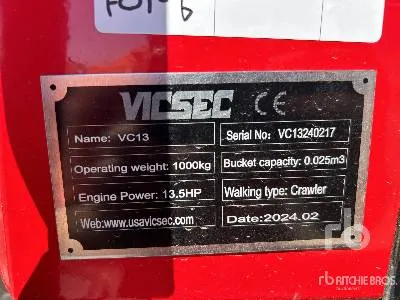 VICSEC CE
Name: VC13
Serial No: VC13240217
Operating weight: 1000kg
Bucket capacity: 0.025m3
Engine Power: 13.5HP
Walking type: Crawler
Web:www.usavicsec.com
Date:2024.02
rb
RITCHIE BROS